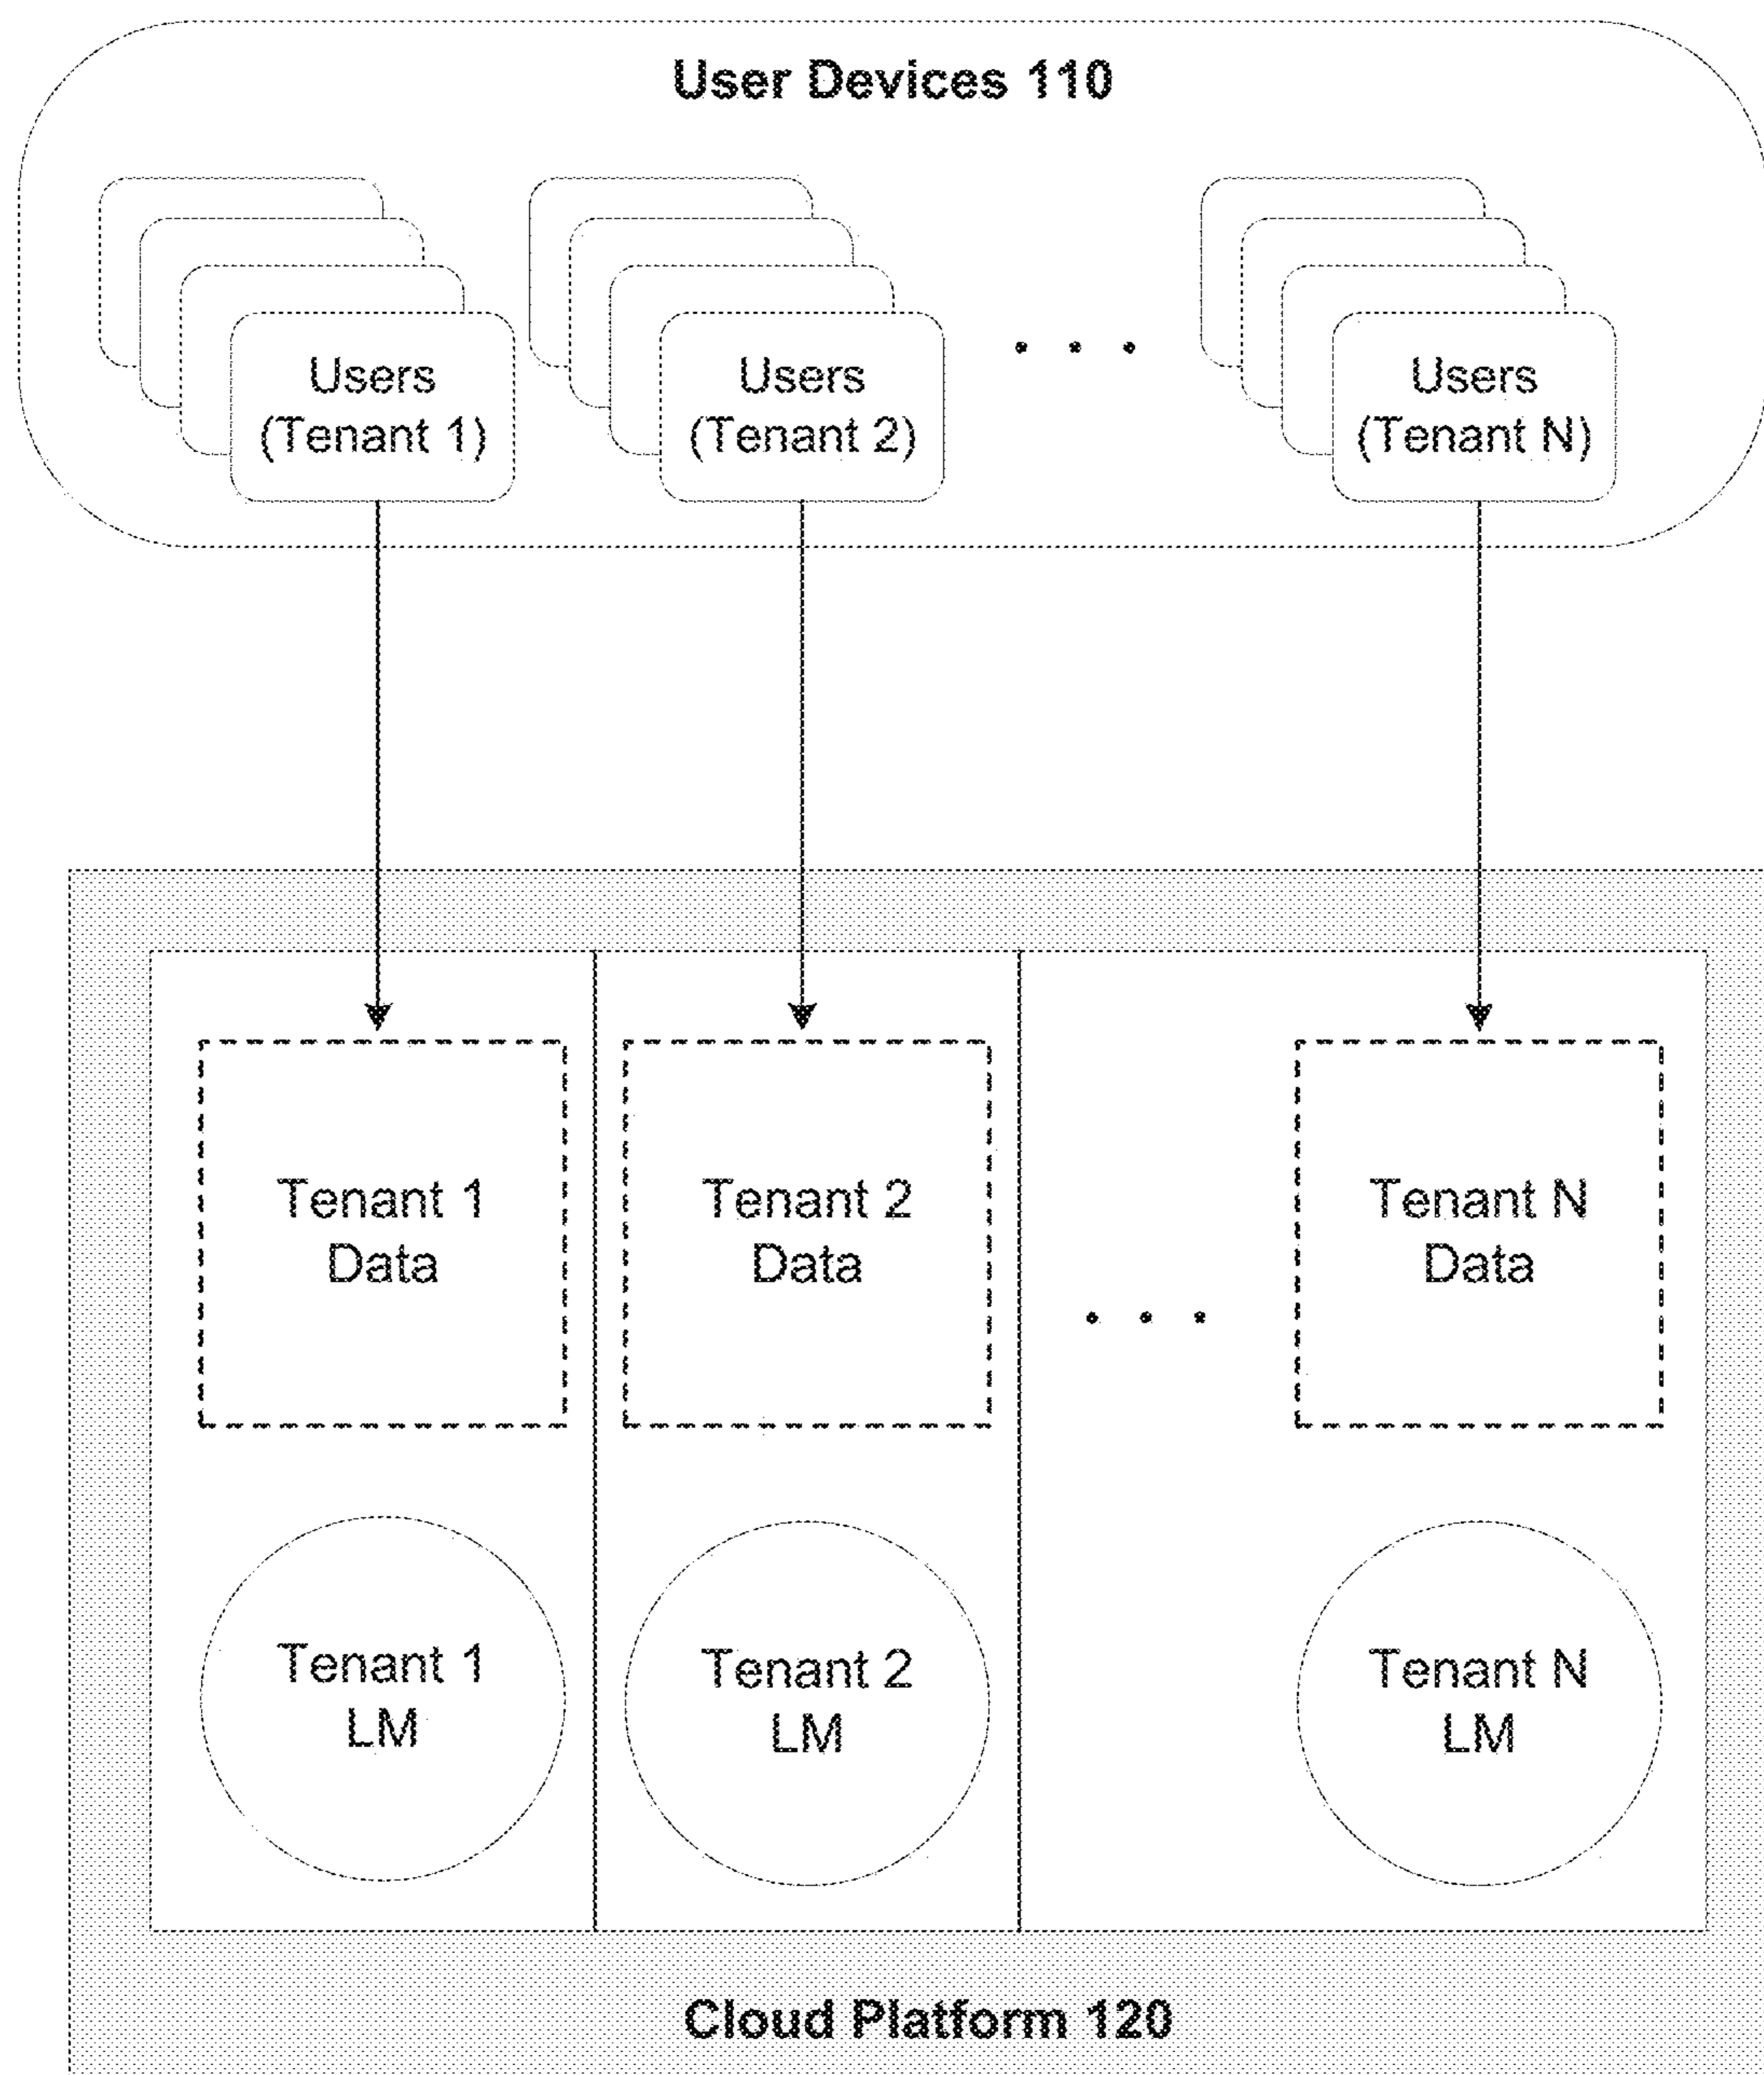 User Devices 110
Users
(Tenant 1)
Users
(Tenant 2)
. . .
Users
(Tenant N)
Tenant 1
Data
Tenant 2
Data
. . .
Tenant N
Data
Tenant 1
LM
Tenant 2
LM
Tenant N
LM
Cloud Platform 120